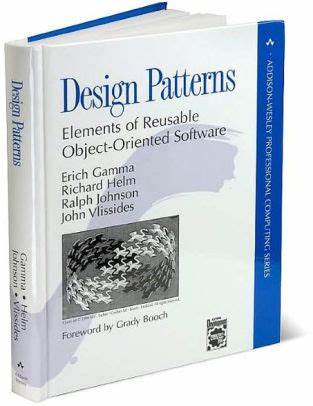 Design Patterns
Elements of Reusable
Object-Oriented Software
Erich Gamma
Richard Helm
Ralph Johnson
John Vlissides
Foreword by Grady Booch
ADDISON-WESLEY PROFESSIONAL COMPUTING SERIES
Design Patterns
Gamma • Helm
Johnson • Vlissides